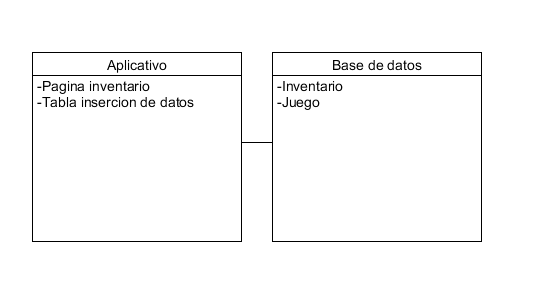 Aplicativo
-Pagina inventario
-Tabla insercion de datos
Base de datos
-Inventario
-Juego